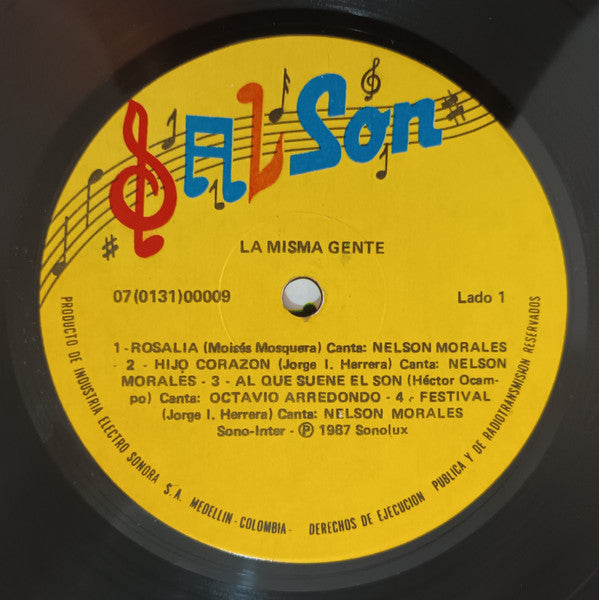 SALSon
LA MISMA GENTE
07(0131)00009
Lado 1
1 - ROSALIA (Moisés Mosquera) Canta: NELSON MORALES
- 2 - HIJO CORAZON (Jorge I. Herrera) Canta: NELSON
MORALES - 3 - AL QUE SUENE EL SON (Héctor Ocam-
po) Canta: OCTAVIO ARREDONDO - 4 - FESTIVAL
(Jorge I. Herrera) Canta: NELSON MORALES
Sono-Inter - Ⓟ 1987 Sonolux
PRODUCTO DE INDUSTRIA ELECTRO SONORA S.A. MEDELLIN - COLOMBIA - DERECHOS DE EJECUCION PUBLICA Y DE RADIOTRANSMISION RESERVADOS